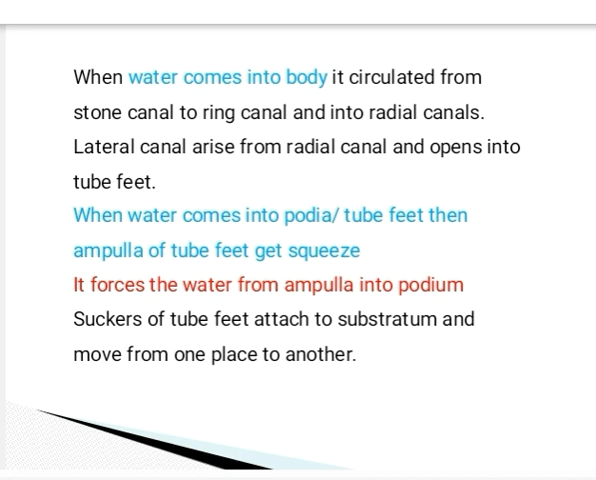 When water comes into body it circulated from
stone canal to ring canal and into radial canals.
Lateral canal arise from radial canal and opens into
tube feet.
When water comes into podia/ tube feet then
ampulla of tube feet get squeeze
It forces the water from ampulla into podium
Suckers of tube feet attach to substratum and
move from one place to another.